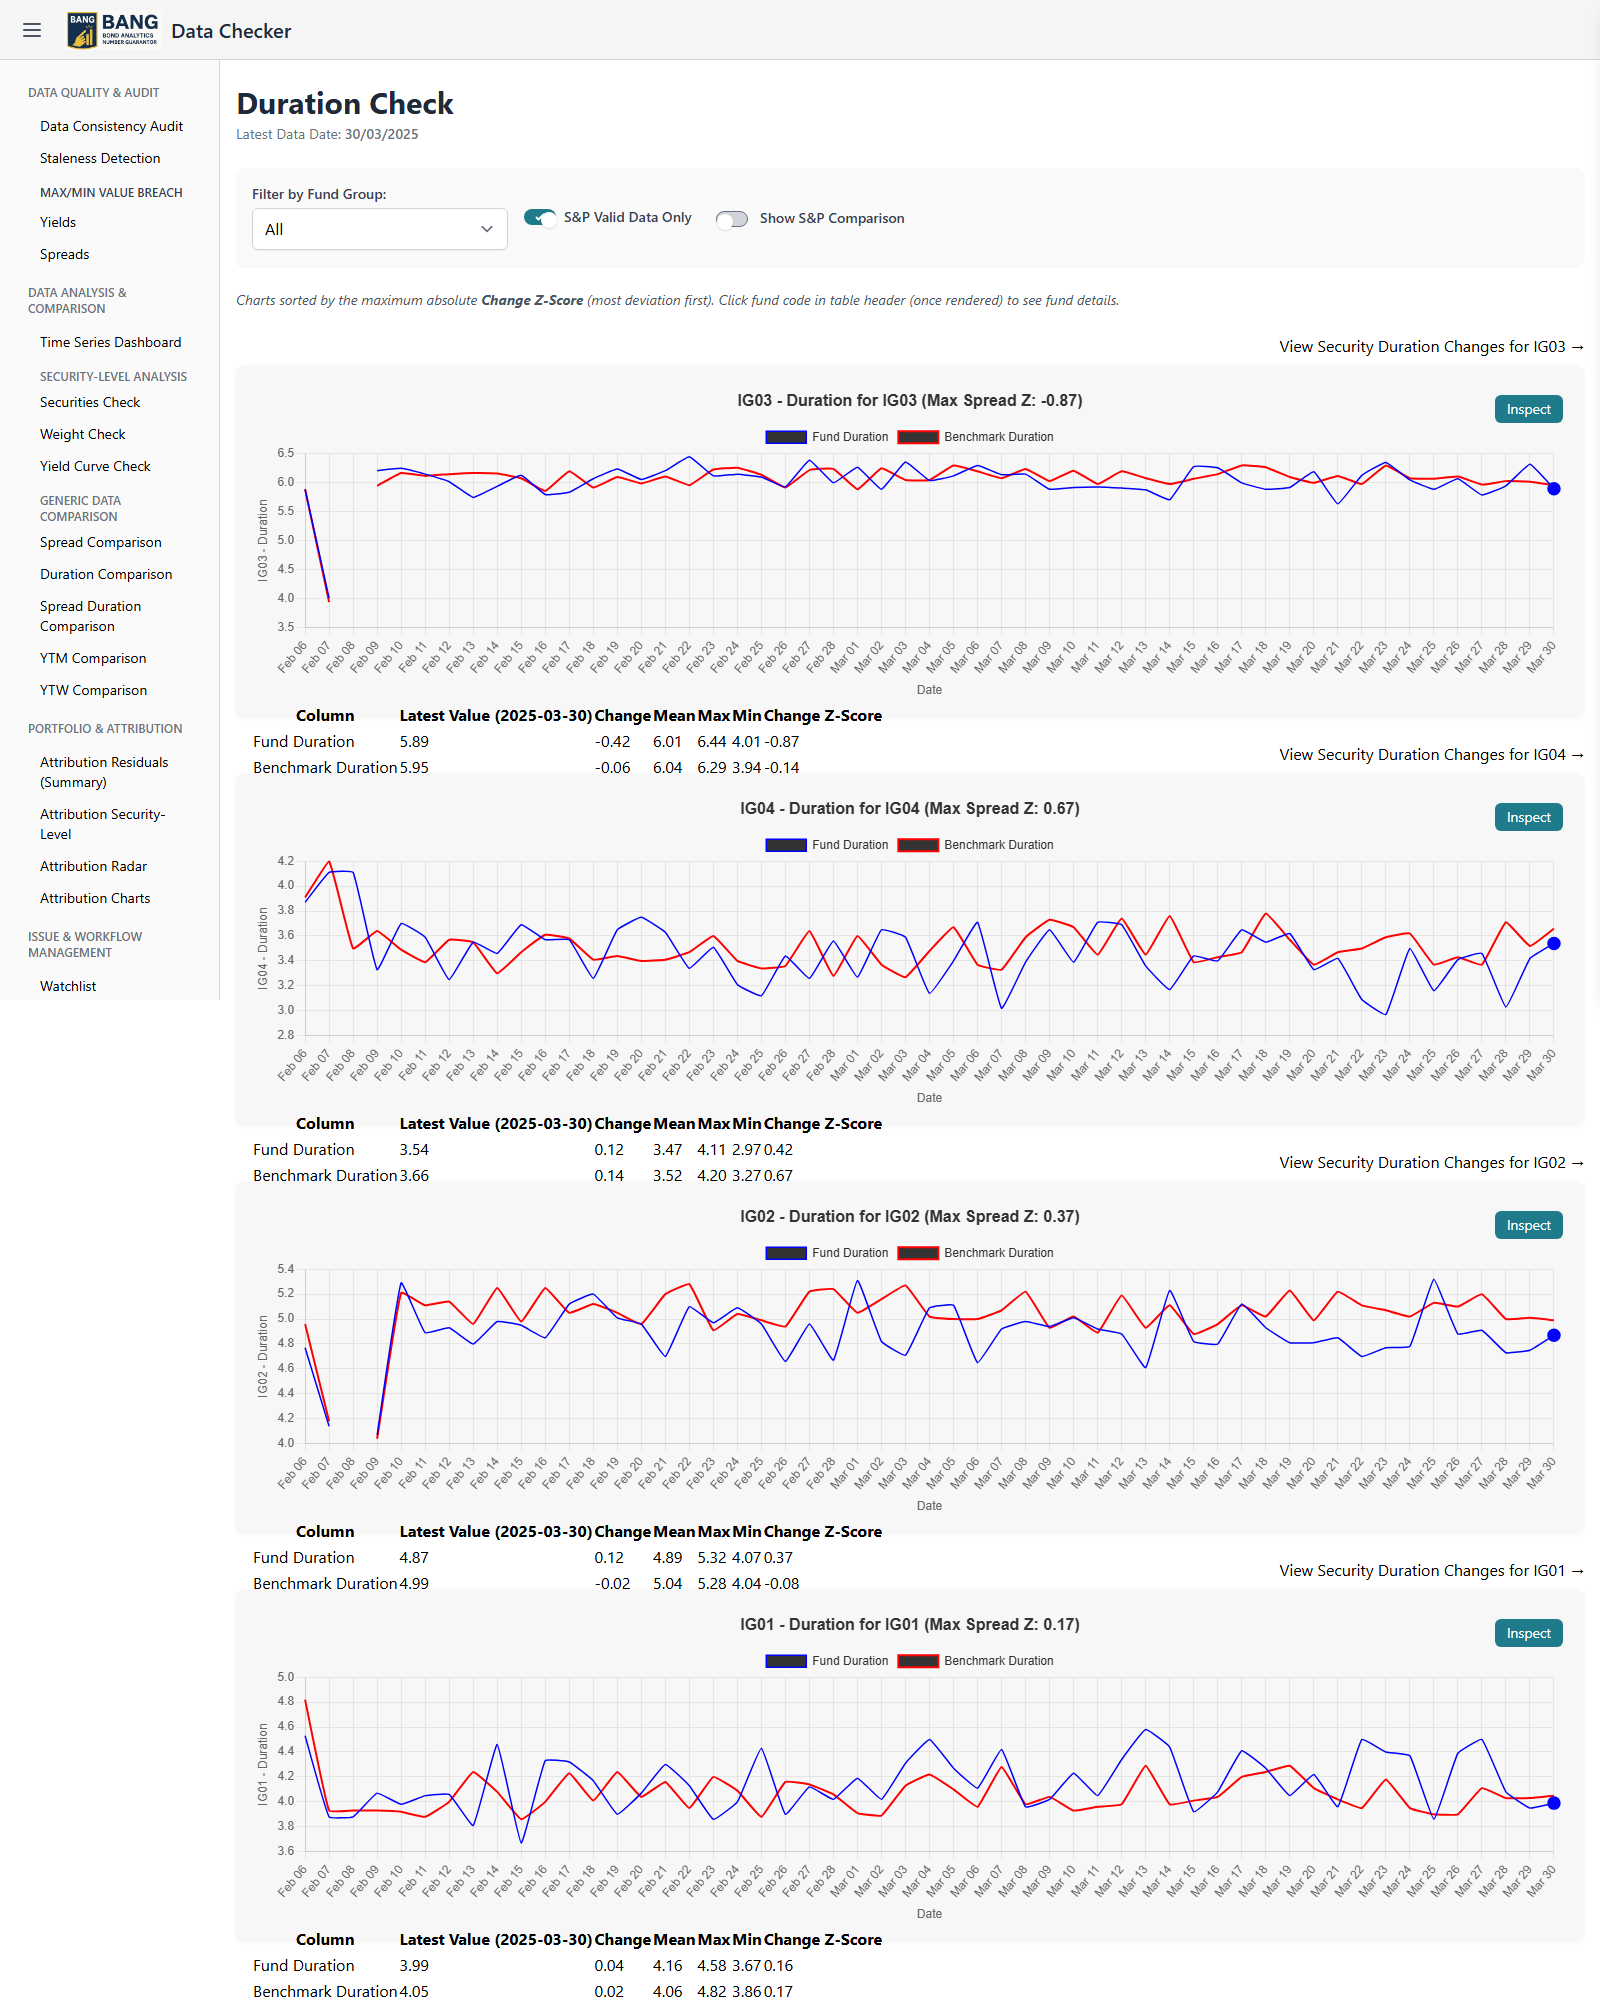 BANG
BANG
BOND ANALYTICS
NUMBER GUARANTOR
Data Checker
DATA QUALITY & AUDIT
Data Consistency Audit
Staleness Detection
MAX/MIN VALUE BREACH
Yields
Spreads
DATA ANALYSIS &
COMPARISON
Time Series Dashboard
SECURITY-LEVEL ANALYSIS
Securities Check
Weight Check
Yield Curve Check
GENERIC DATA
COMPARISON
Spread Comparison
Duration Comparison
Spread Duration
Comparison
YTM Comparison
YTW Comparison
PORTFOLIO & ATTRIBUTION
Attribution Residuals
(Summary)
Attribution Security-
Level
Attribution Radar
Attribution Charts
ISSUE & WORKFLOW
MANAGEMENT
Watchlist
Duration Check
Latest Data Date: 30/03/2025
Filter by Fund Group:
All
S&P Valid Data Only
Show S&P Comparison
Charts sorted by the maximum absolute Change Z-Score (most deviation first). Click fund code in table header (once rendered) to see fund details.
View Security Duration Changes for IG03 →
IG03 - Duration for IG03 (Max Spread Z: -0.87)
Inspect
Fund Duration Benchmark Duration
IG03 - Duration
6.5
6.0
5.5
5.0
4.5
4.0
3.5
Feb 06 Feb 07 Feb 08 Feb 09 Feb 10 Feb 11 Feb 12 Feb 13 Feb 14 Feb 15 Feb 16 Feb 17 Feb 18 Feb 19 Feb 20 Feb 21 Feb 22 Feb 23 Feb 24 Feb 25 Feb 26 Feb 27 Feb 28 Mar 01 Mar 02 Mar 03 Mar 04 Mar 05 Mar 06 Mar 07 Mar 08 Mar 09 Mar 10 Mar 11 Mar 12 Mar 13 Mar 14 Mar 15 Mar 16 Mar 17 Mar 18 Mar 19 Mar 20 Mar 21 Mar 22 Mar 23 Mar 24 Mar 25 Mar 26 Mar 27 Mar 28 Mar 29 Mar 30
Date
Column Latest Value (2025-03-30) Change Mean Max Min Change Z-Score
Fund Duration 5.89 -0.42 6.01 6.44 4.01 -0.87
Benchmark Duration 5.95 -0.06 6.04 6.29 3.94 -0.14
View Security Duration Changes for IG04 →
IG04 - Duration for IG04 (Max Spread Z: 0.67)
Inspect
Fund Duration Benchmark Duration
IG04 - Duration
4.2
4.0
3.8
3.6
3.4
3.2
3.0
2.8
Feb 06 Feb 07 Feb 08 Feb 09 Feb 10 Feb 11 Feb 12 Feb 13 Feb 14 Feb 15 Feb 16 Feb 17 Feb 18 Feb 19 Feb 20 Feb 21 Feb 22 Feb 23 Feb 24 Feb 25 Feb 26 Feb 27 Feb 28 Mar 01 Mar 02 Mar 03 Mar 04 Mar 05 Mar 06 Mar 07 Mar 08 Mar 09 Mar 10 Mar 11 Mar 12 Mar 13 Mar 14 Mar 15 Mar 16 Mar 17 Mar 18 Mar 19 Mar 20 Mar 21 Mar 22 Mar 23 Mar 24 Mar 25 Mar 26 Mar 27 Mar 28 Mar 29 Mar 30
Date
Column Latest Value (2025-03-30) Change Mean Max Min Change Z-Score
Fund Duration 3.54 0.12 3.47 4.11 2.97 0.42
Benchmark Duration 3.66 0.14 3.52 4.20 3.27 0.67
View Security Duration Changes for IG02 →
IG02 - Duration for IG02 (Max Spread Z: 0.37)
Inspect
Fund Duration Benchmark Duration
IG02 - Duration
5.4
5.2
5.0
4.8
4.6
4.4
4.2
4.0
Feb 06 Feb 07 Feb 08 Feb 09 Feb 10 Feb 11 Feb 12 Feb 13 Feb 14 Feb 15 Feb 16 Feb 17 Feb 18 Feb 19 Feb 20 Feb 21 Feb 22 Feb 23 Feb 24 Feb 25 Feb 26 Feb 27 Feb 28 Mar 01 Mar 02 Mar 03 Mar 04 Mar 05 Mar 06 Mar 07 Mar 08 Mar 09 Mar 10 Mar 11 Mar 12 Mar 13 Mar 14 Mar 15 Mar 16 Mar 17 Mar 18 Mar 19 Mar 20 Mar 21 Mar 22 Mar 23 Mar 24 Mar 25 Mar 26 Mar 27 Mar 28 Mar 29 Mar 30
Date
Column Latest Value (2025-03-30) Change Mean Max Min Change Z-Score
Fund Duration 4.87 0.12 4.89 5.32 4.07 0.37
Benchmark Duration 4.99 -0.02 5.04 5.28 4.04 -0.08
View Security Duration Changes for IG01 →
IG01 - Duration for IG01 (Max Spread Z: 0.17)
Inspect
Fund Duration Benchmark Duration
IG01 - Duration
5.0
4.8
4.6
4.4
4.2
4.0
3.8
3.6
Feb 06 Feb 07 Feb 08 Feb 09 Feb 10 Feb 11 Feb 12 Feb 13 Feb 14 Feb 15 Feb 16 Feb 17 Feb 18 Feb 19 Feb 20 Feb 21 Feb 22 Feb 23 Feb 24 Feb 25 Feb 26 Feb 27 Feb 28 Mar 01 Mar 02 Mar 03 Mar 04 Mar 05 Mar 06 Mar 07 Mar 08 Mar 09 Mar 10 Mar 11 Mar 12 Mar 13 Mar 14 Mar 15 Mar 16 Mar 17 Mar 18 Mar 19 Mar 20 Mar 21 Mar 22 Mar 23 Mar 24 Mar 25 Mar 26 Mar 27 Mar 28 Mar 29 Mar 30
Date
Column Latest Value (2025-03-30) Change Mean Max Min Change Z-Score
Fund Duration 3.99 0.04 4.16 4.58 3.67 0.16
Benchmark Duration 4.05 0.02 4.06 4.82 3.86 0.17